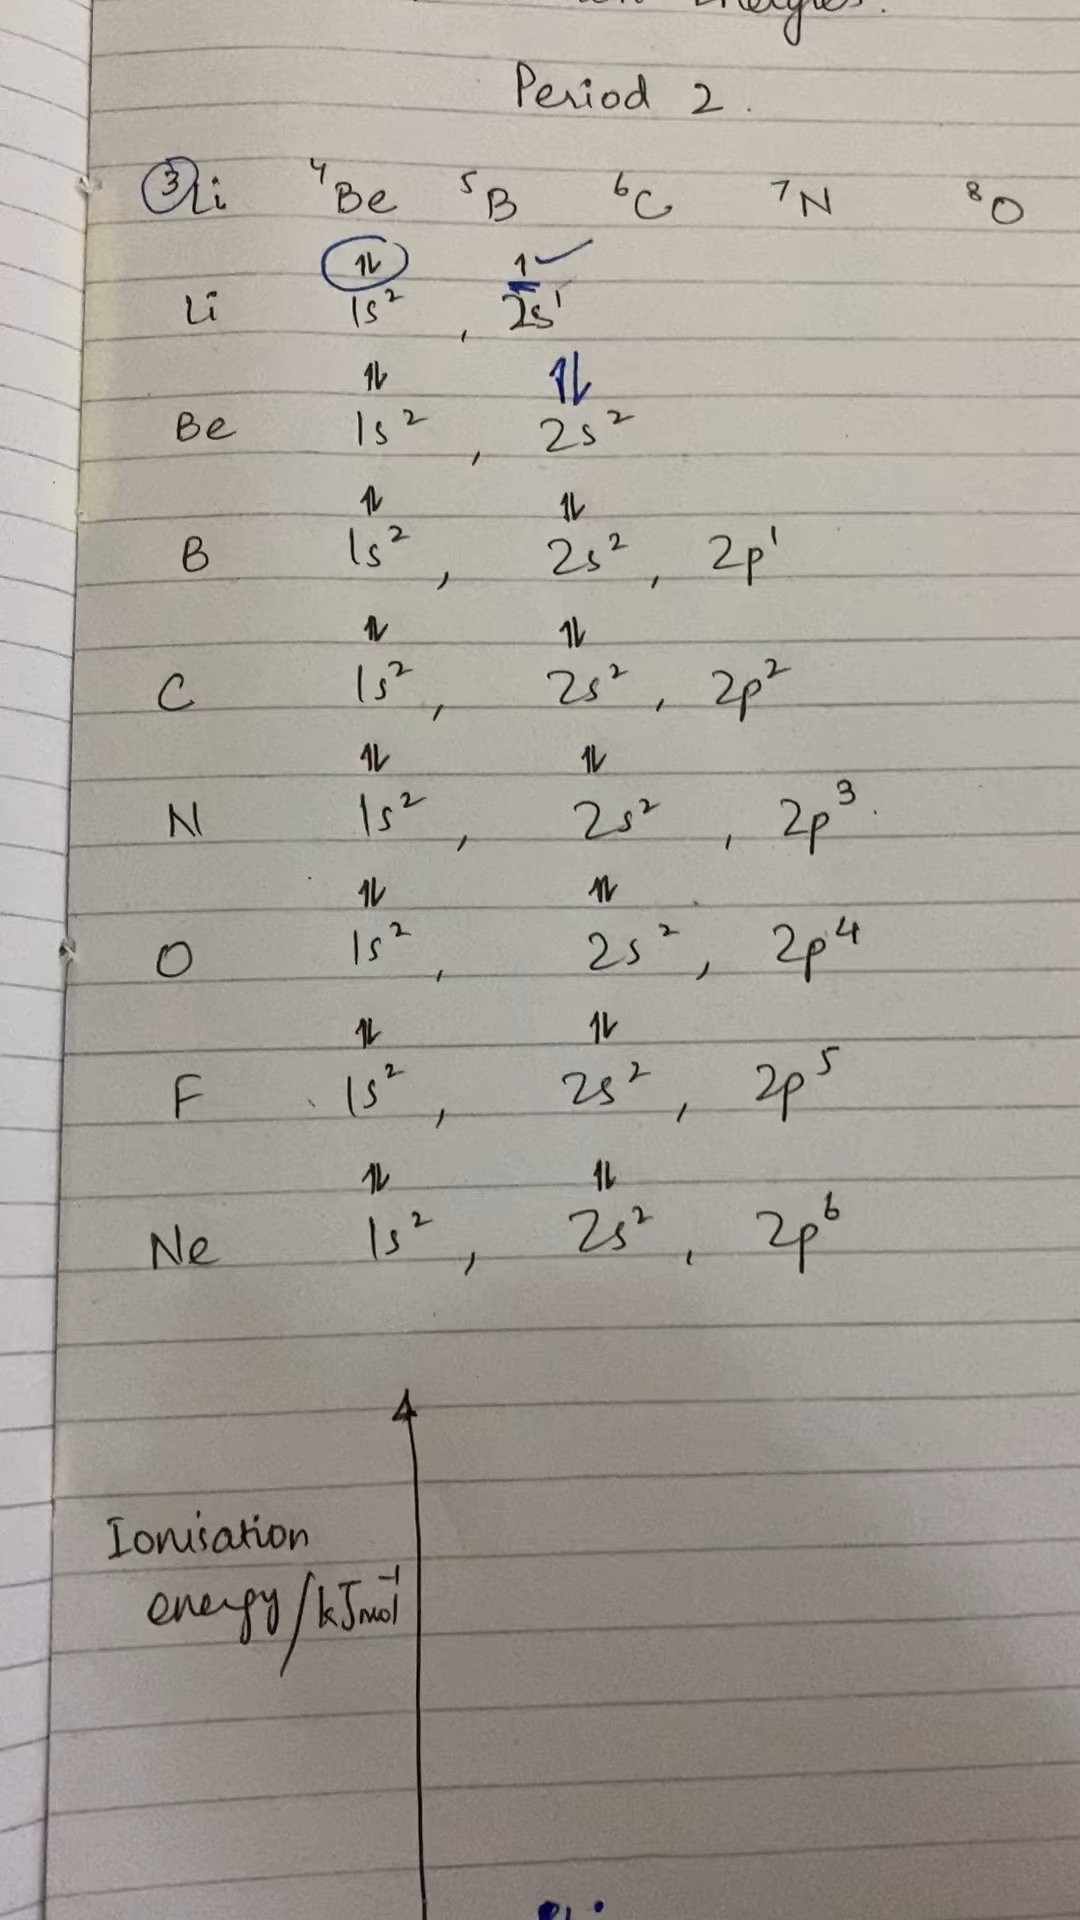 Period 2.
3Li ⁴Be ⁵B ⁶C ⁷N ⁸O
⥮ 1 ✓
Li 1s², 2s¹
⥮ ⥮
Be 1s², 2s²
⥮ ⥮
B 1s², 2s², 2p¹
⥮ ⥮
C 1s², 2s², 2p²
⥮ ⥮
N 1s², 2s², 2p³.
⥮ ⥮
O 1s², 2s², 2p⁴
⥮ ⥮
F 1s², 2s², 2p⁵
⥮ ⥮
Ne 1s², 2s², 2p⁶
Ionisation
energy/kJmol⁻¹